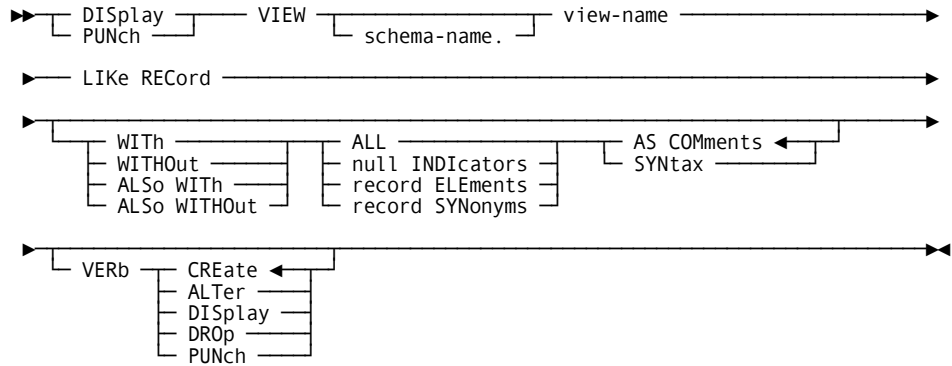 DISplay VIEW view-name
PUNch schema-name.
LIKe RECord
WITh ALL AS COMments
WITHOut null INDIcators SYNtax
ALSo WITh record ELEments
ALSo WITHOut record SYNonyms
VERb CREate
ALTer
DISplay
DROp
PUNch